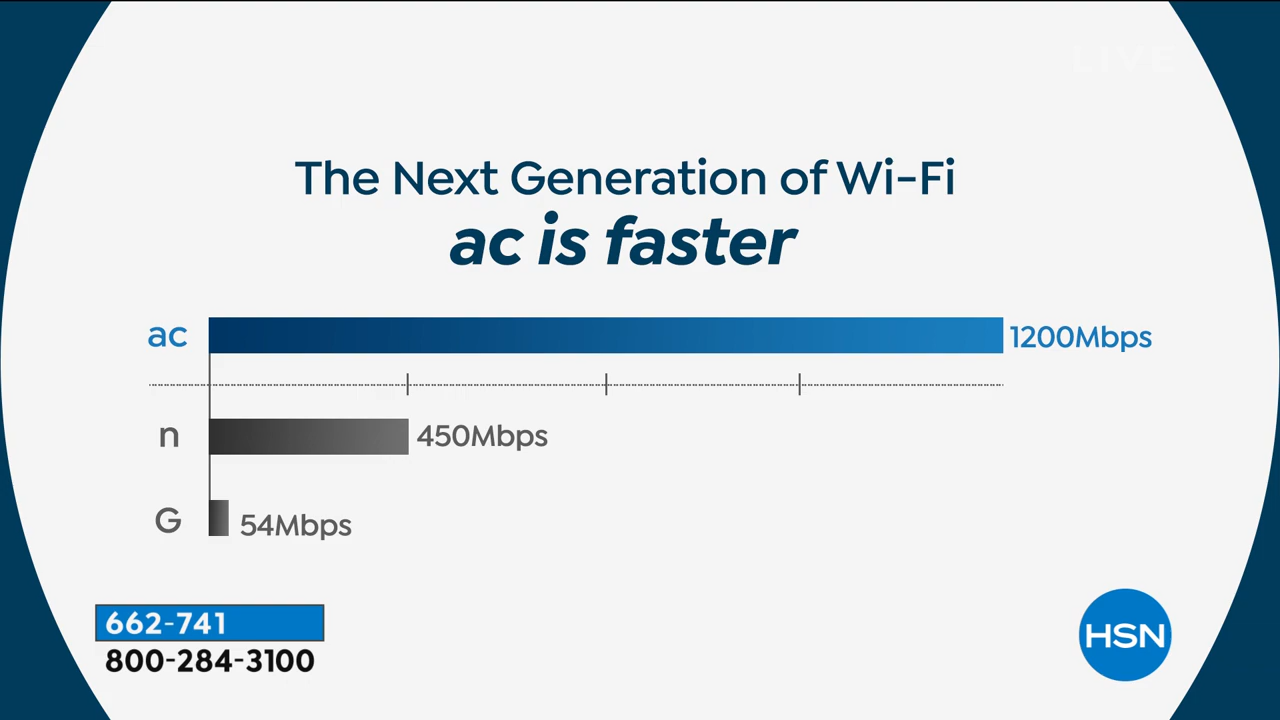 LIVE
The Next Generation of Wi-Fi
ac is faster
ac 1200Mbps
n 450Mbps
G 54Mbps
662-741
800-284-3100
HSN